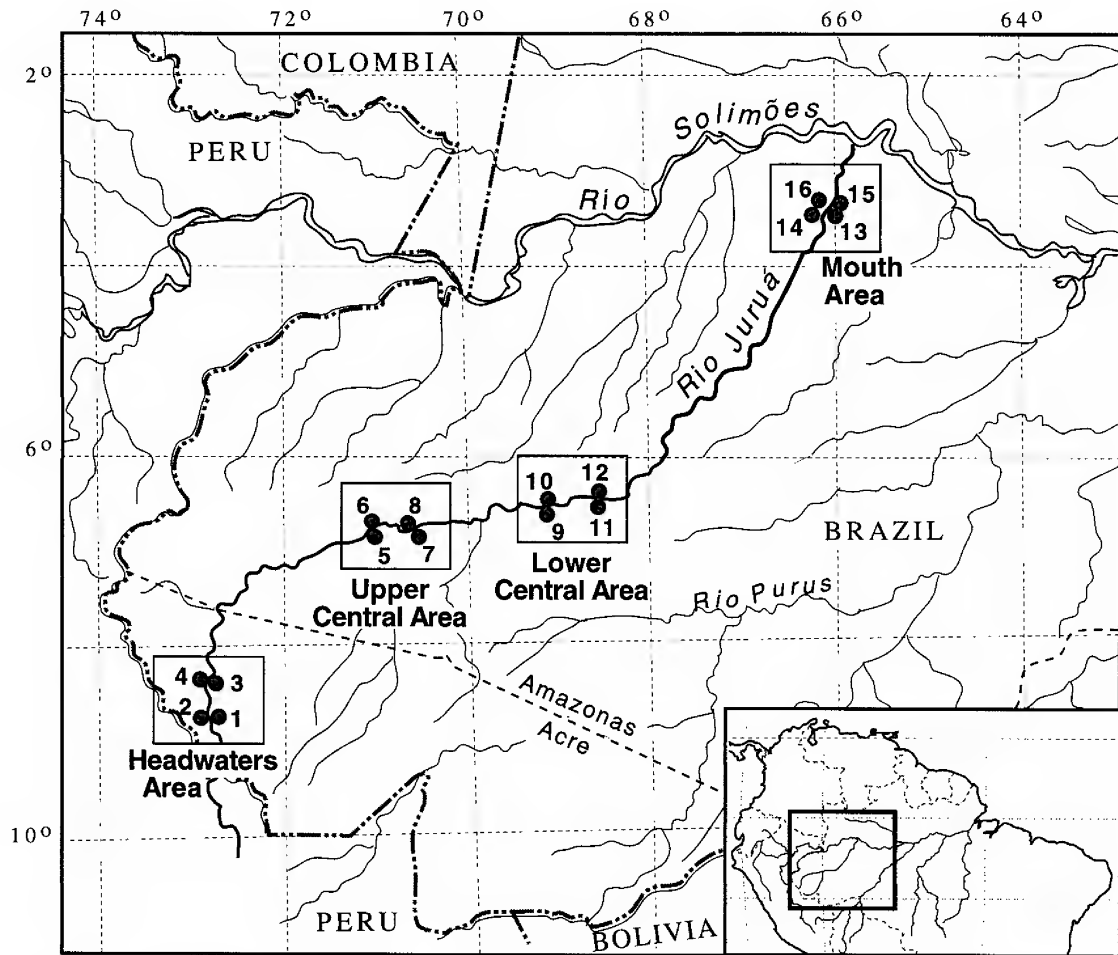 74° 72° 70° 68° 66° 64°
2°
6°
10°
COLOMBIA
PERU
Rio Solimões
16 15
14 13
Mouth
Area
Rio Juruá
10 12
9 11
Lower
Central Area
6 8
5 7
Upper
Central Area
BRAZIL
Rio Purus
4 3
2 1
Headwaters
Area
Amazonas
Acre
PERU
BOLIVIA